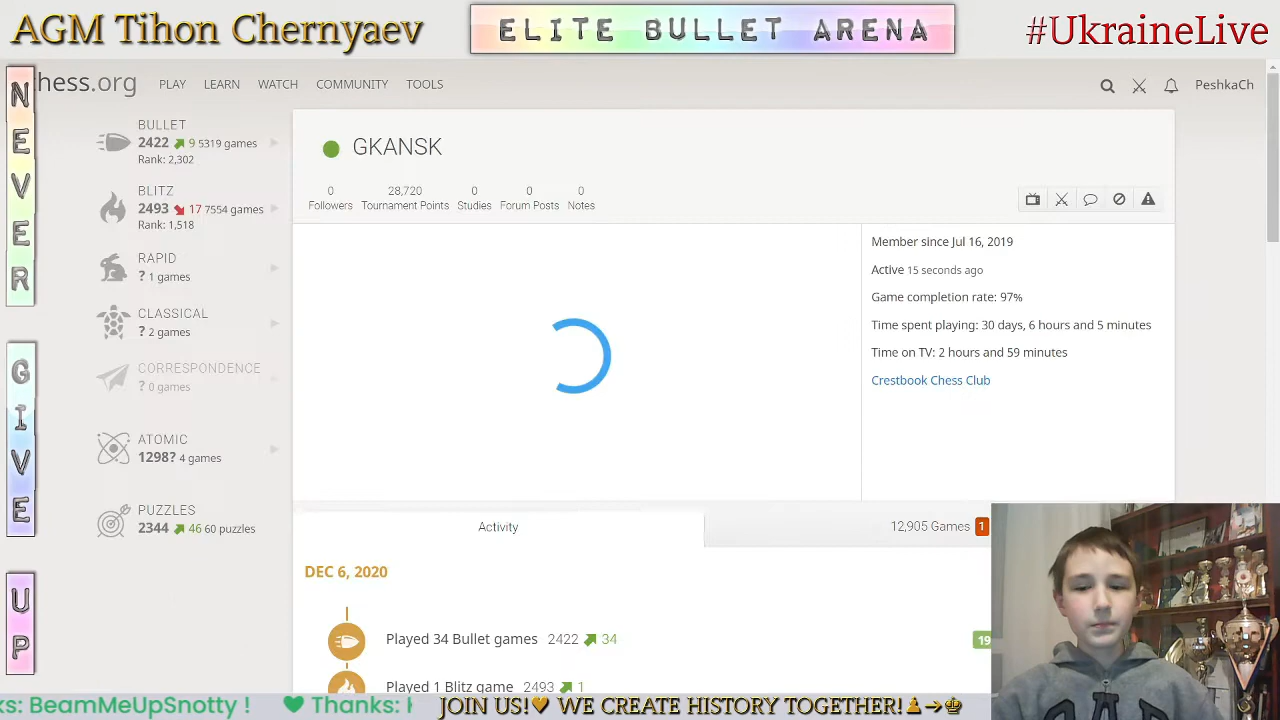 AGM Tihon Chernyaev
ELITE BULLET ARENA
#UkraineLive
NEVER
GIVE
UP
hess.org
PLAY LEARN WATCH COMMUNITY TOOLS
PeshkaCh
BULLET
2422 9 5319 games
Rank: 2,302
BLITZ
2493 17 7554 games
Rank: 1,518
RAPID
? 1 games
CLASSICAL
? 2 games
CORRESPONDENCE
? 0 games
ATOMIC
1298? 4 games
PUZZLES
2344 46 60 puzzles
GKANSK
0 28,720 0 0 0
Followers Tournament Points Studies Forum Posts Notes
Member since Jul 16, 2019
Active 15 seconds ago
Game completion rate: 97%
Time spent playing: 30 days, 6 hours and 5 minutes
Time on TV: 2 hours and 59 minutes
Crestbook Chess Club
Activity
12,905 Games 1
DEC 6, 2020
Played 34 Bullet games 2422 34
19
Played 1 Blitz game 2493 1
ks: BeamMeUpSnotty ! Thanks:
JOIN US! WE CREATE HISTORY TOGETHER!